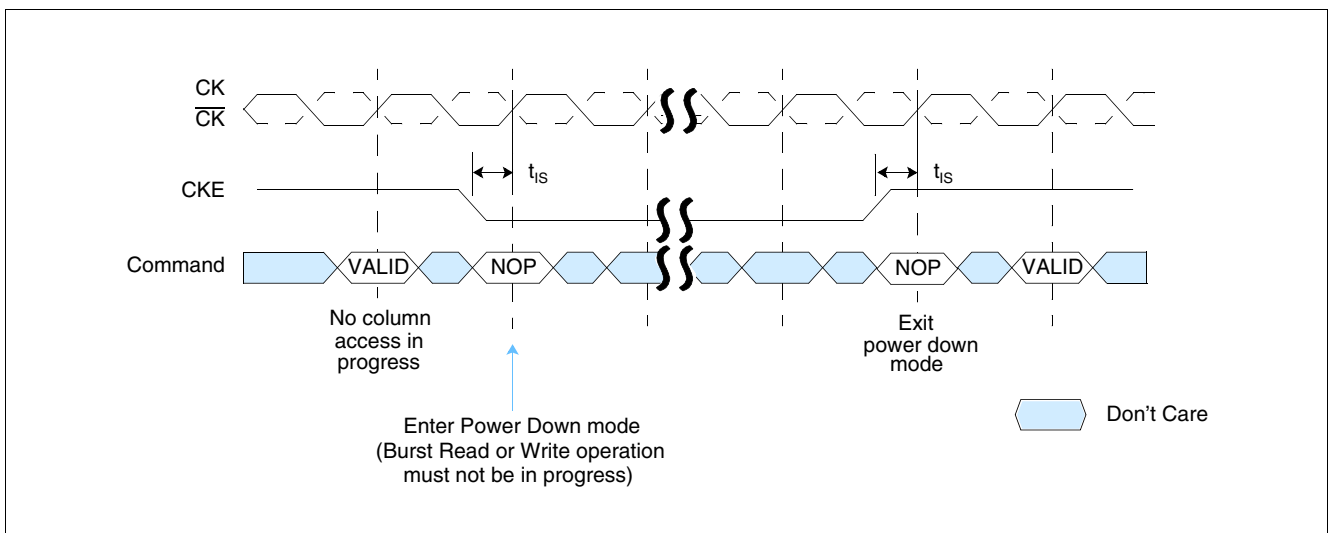 CK
CK
CKE
tIS
tIS
Command
VALID
NOP
NOP
VALID
No column
access in
progress
Exit
power down
mode
Enter Power Down mode
(Burst Read or Write operation
must not be in progress)
Don't Care